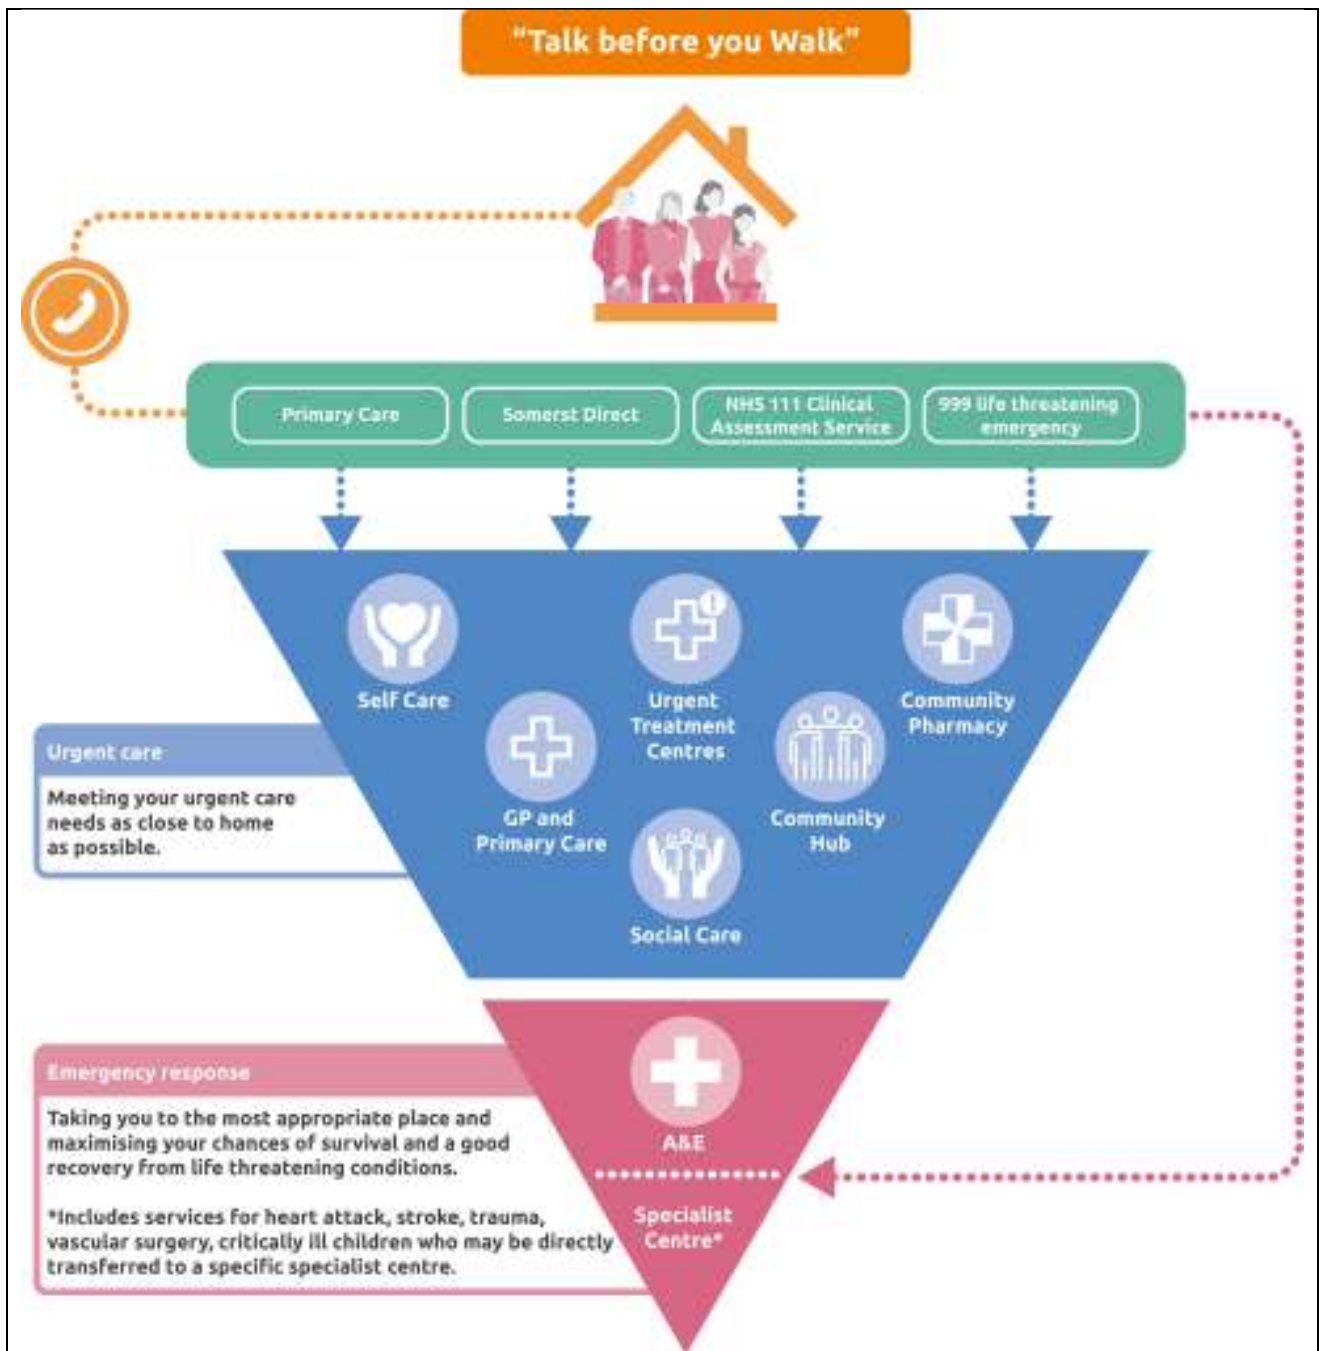 "Talk before you Walk"
Primary Care
Somerst Direct
NHS 111 Clinical
Assessment Service
999 life threatening
emergency
Self Care
Urgent
Treatment
Centres
Community
Pharmacy
GP and
Primary Care
Community
Hub
Social Care
Urgent care
Meeting your urgent care
needs as close to home
as possible.
A&E
Specialist
Centre*
Emergency response
Taking you to the most appropriate place and
maximising your chances of survival and a good
recovery from life threatening conditions.
*Includes services for heart attack, stroke, trauma,
vascular surgery, critically ill children who may be directly
transferred to a specific specialist centre.